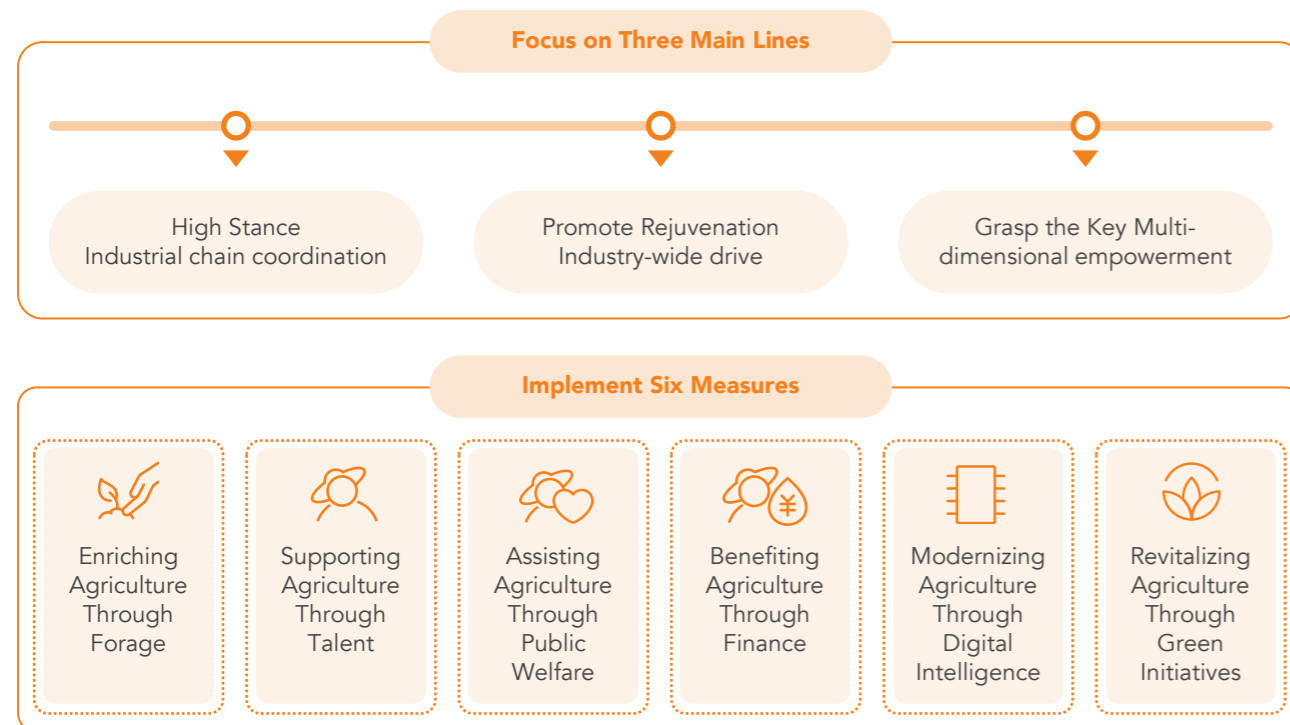 Focus on Three Main Lines
High Stance
Industrial chain coordination
Promote Rejuvenation
Industry-wide drive
Grasp the Key Multi-
dimensional empowerment
Implement Six Measures
Enriching
Agriculture
Through
Forage
Supporting
Agriculture
Through
Talent
Assisting
Agriculture
Through
Public
Welfare
¥
Benefiting
Agriculture
Through
Finance
Modernizing
Agriculture
Through
Digital
Intelligence
Revitalizing
Agriculture
Through
Green
Initiatives